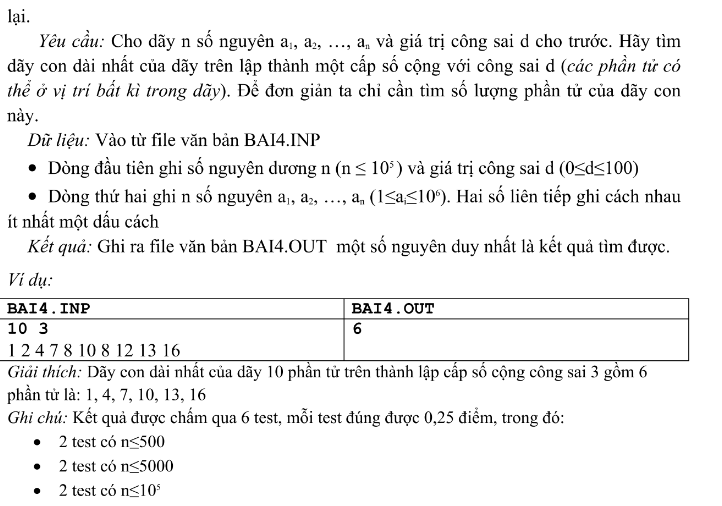 lại.
Yêu cầu: Cho dãy n số nguyên a₁, a₂, …, aₙ và giá trị công sai d cho trước. Hãy tìm
dãy con dài nhất của dãy trên lập thành một cấp số cộng với công sai d (các phần tử có
thể ở vị trí bất kì trong dãy). Để đơn giản ta chỉ cần tìm số lượng phần tử của dãy con
này.
Dữ liệu: Vào từ file văn bản BAI4.INP
• Dòng đầu tiên ghi số nguyên dương n (n ≤ 10⁵ ) và giá trị công sai d (0≤d≤100)
• Dòng thứ hai ghi n số nguyên a₁, a₂, …, aₙ (1≤aᵢ≤10⁶). Hai số liên tiếp ghi cách nhau
ít nhất một dấu cách
Kết quả: Ghi ra file văn bản BAI4.OUT một số nguyên duy nhất là kết quả tìm được.
Ví dụ:
BAI4.INP BAI4.OUT
10 3 6
1 2 4 7 8 10 8 12 13 16
Giải thích: Dãy con dài nhất của dãy 10 phần tử trên thành lập cấp số cộng công sai 3 gồm 6
phần tử là: 1, 4, 7, 10, 13, 16
Ghi chú: Kết quả được chấm qua 6 test, mỗi test đúng được 0,25 điểm, trong đó:
• 2 test có n≤500
• 2 test có n≤5000
• 2 test có n≤10⁵